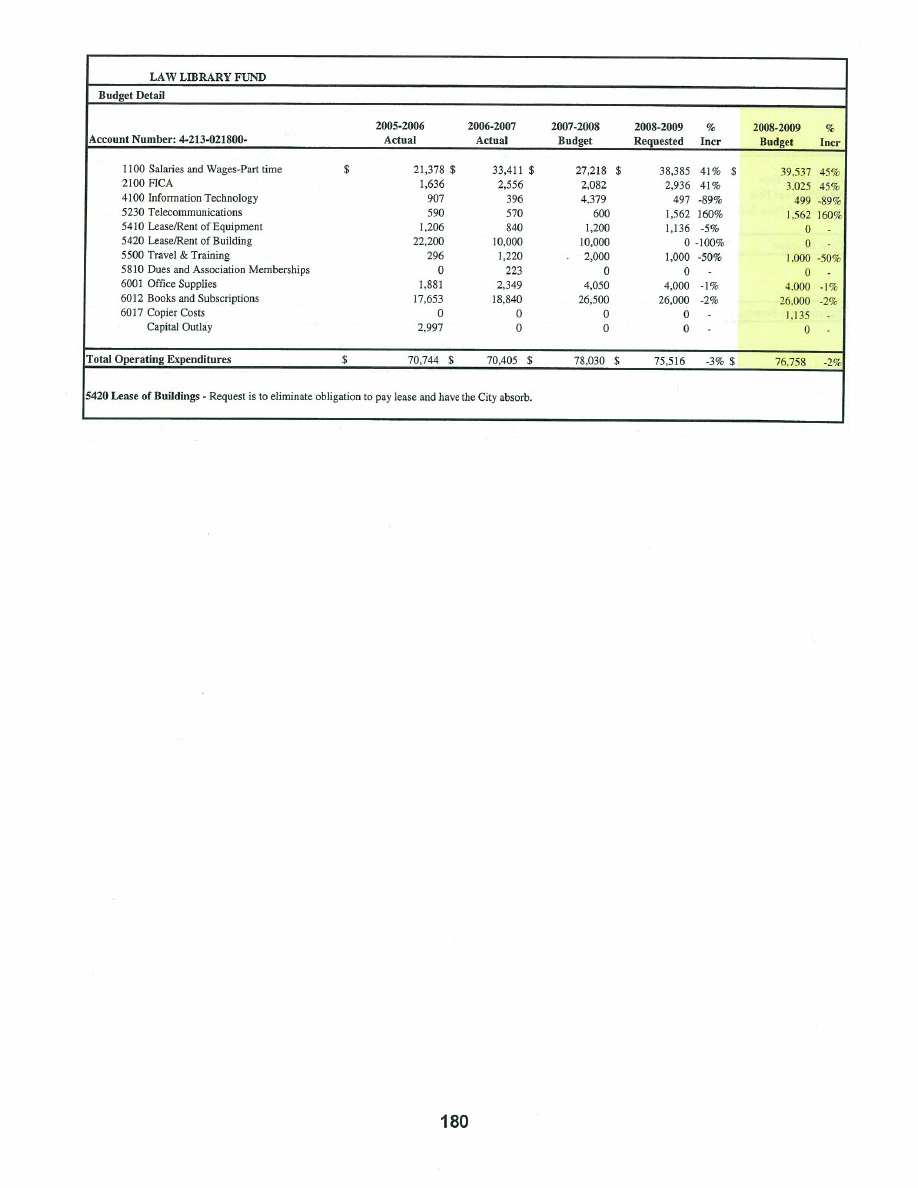 LAW LIBRARY FUND
Budget Detail
2005-2006 2006-2007 2007-2008 2008-2009 % 2008-2009 %
Account Number: 4-213-021800- Actual Actual Budget Requested Incr Budget Incr
1100 Salaries and Wages-Part time $ 21,378 $ 33,411 $ 27,218 $ 38,385 41% $ 39,537 45%
2100 FICA 1,636 2,556 2,082 2,936 41% 3,025 45%
4100 Information Technology 907 396 4,379 497 -89% 499 -89%
5230 Telecommunications 590 570 600 1,562 160% 1,562 160%
5410 Lease/Rent of Equipment 1,206 840 1,200 1,136 -5% 0 -
5420 Lease/Rent of Building 22,200 10,000 10,000 0 -100% 0 -
5500 Travel & Training 296 1,220 2,000 1,000 -50% 1,000 -50%
5810 Dues and Association Memberships 0 223 0 0 - 0 -
6001 Office Supplies 1,881 2,349 4,050 4,000 -1% 4,000 -1%
6012 Books and Subscriptions 17,653 18,840 26,500 26,000 -2% 26,000 -2%
6017 Copier Costs 0 0 0 0 - 1,135 -
Capital Outlay 2,997 0 0 0 - 0 -
Total Operating Expenditures $ 70,744 $ 70,405 $ 78,030 $ 75,516 -3% $ 76,758 -2%
5420 Lease of Buildings - Request is to eliminate obligation to pay lease and have the City absorb.
180